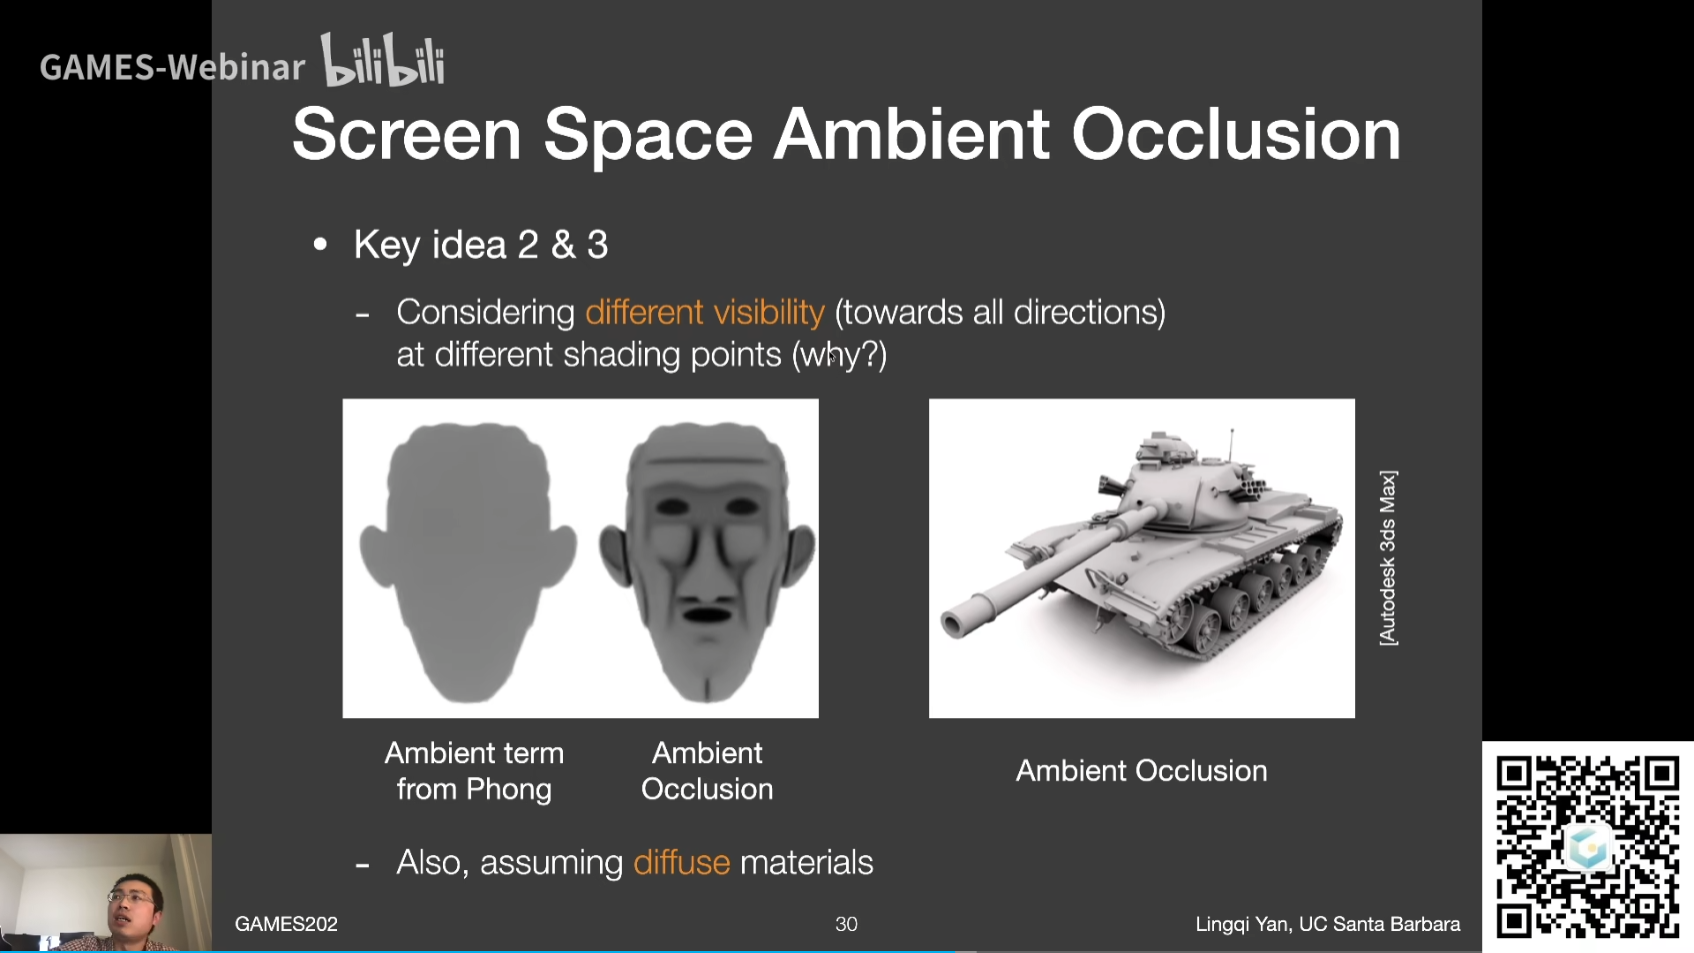 GAMES-Webinar bilibili
Screen Space Ambient Occlusion
• Key idea 2 & 3
- Considering different visibility (towards all directions)
at different shading points (why?)
[Autodesk 3ds Max]
Ambient term
from Phong
Ambient
Occlusion
Ambient Occlusion
- Also, assuming diffuse materials
GAMES202
30
Lingqi Yan, UC Santa Barbara